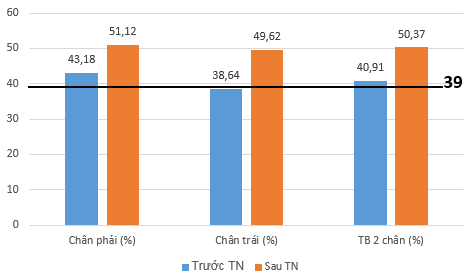 60
50
40
30
20
10
0
43,18
51,12
38,64
49,62
40,91
50,37
39
Chân phải (%)
Chân trái (%)
TB 2 chân (%)
Trước TN
Sau TN